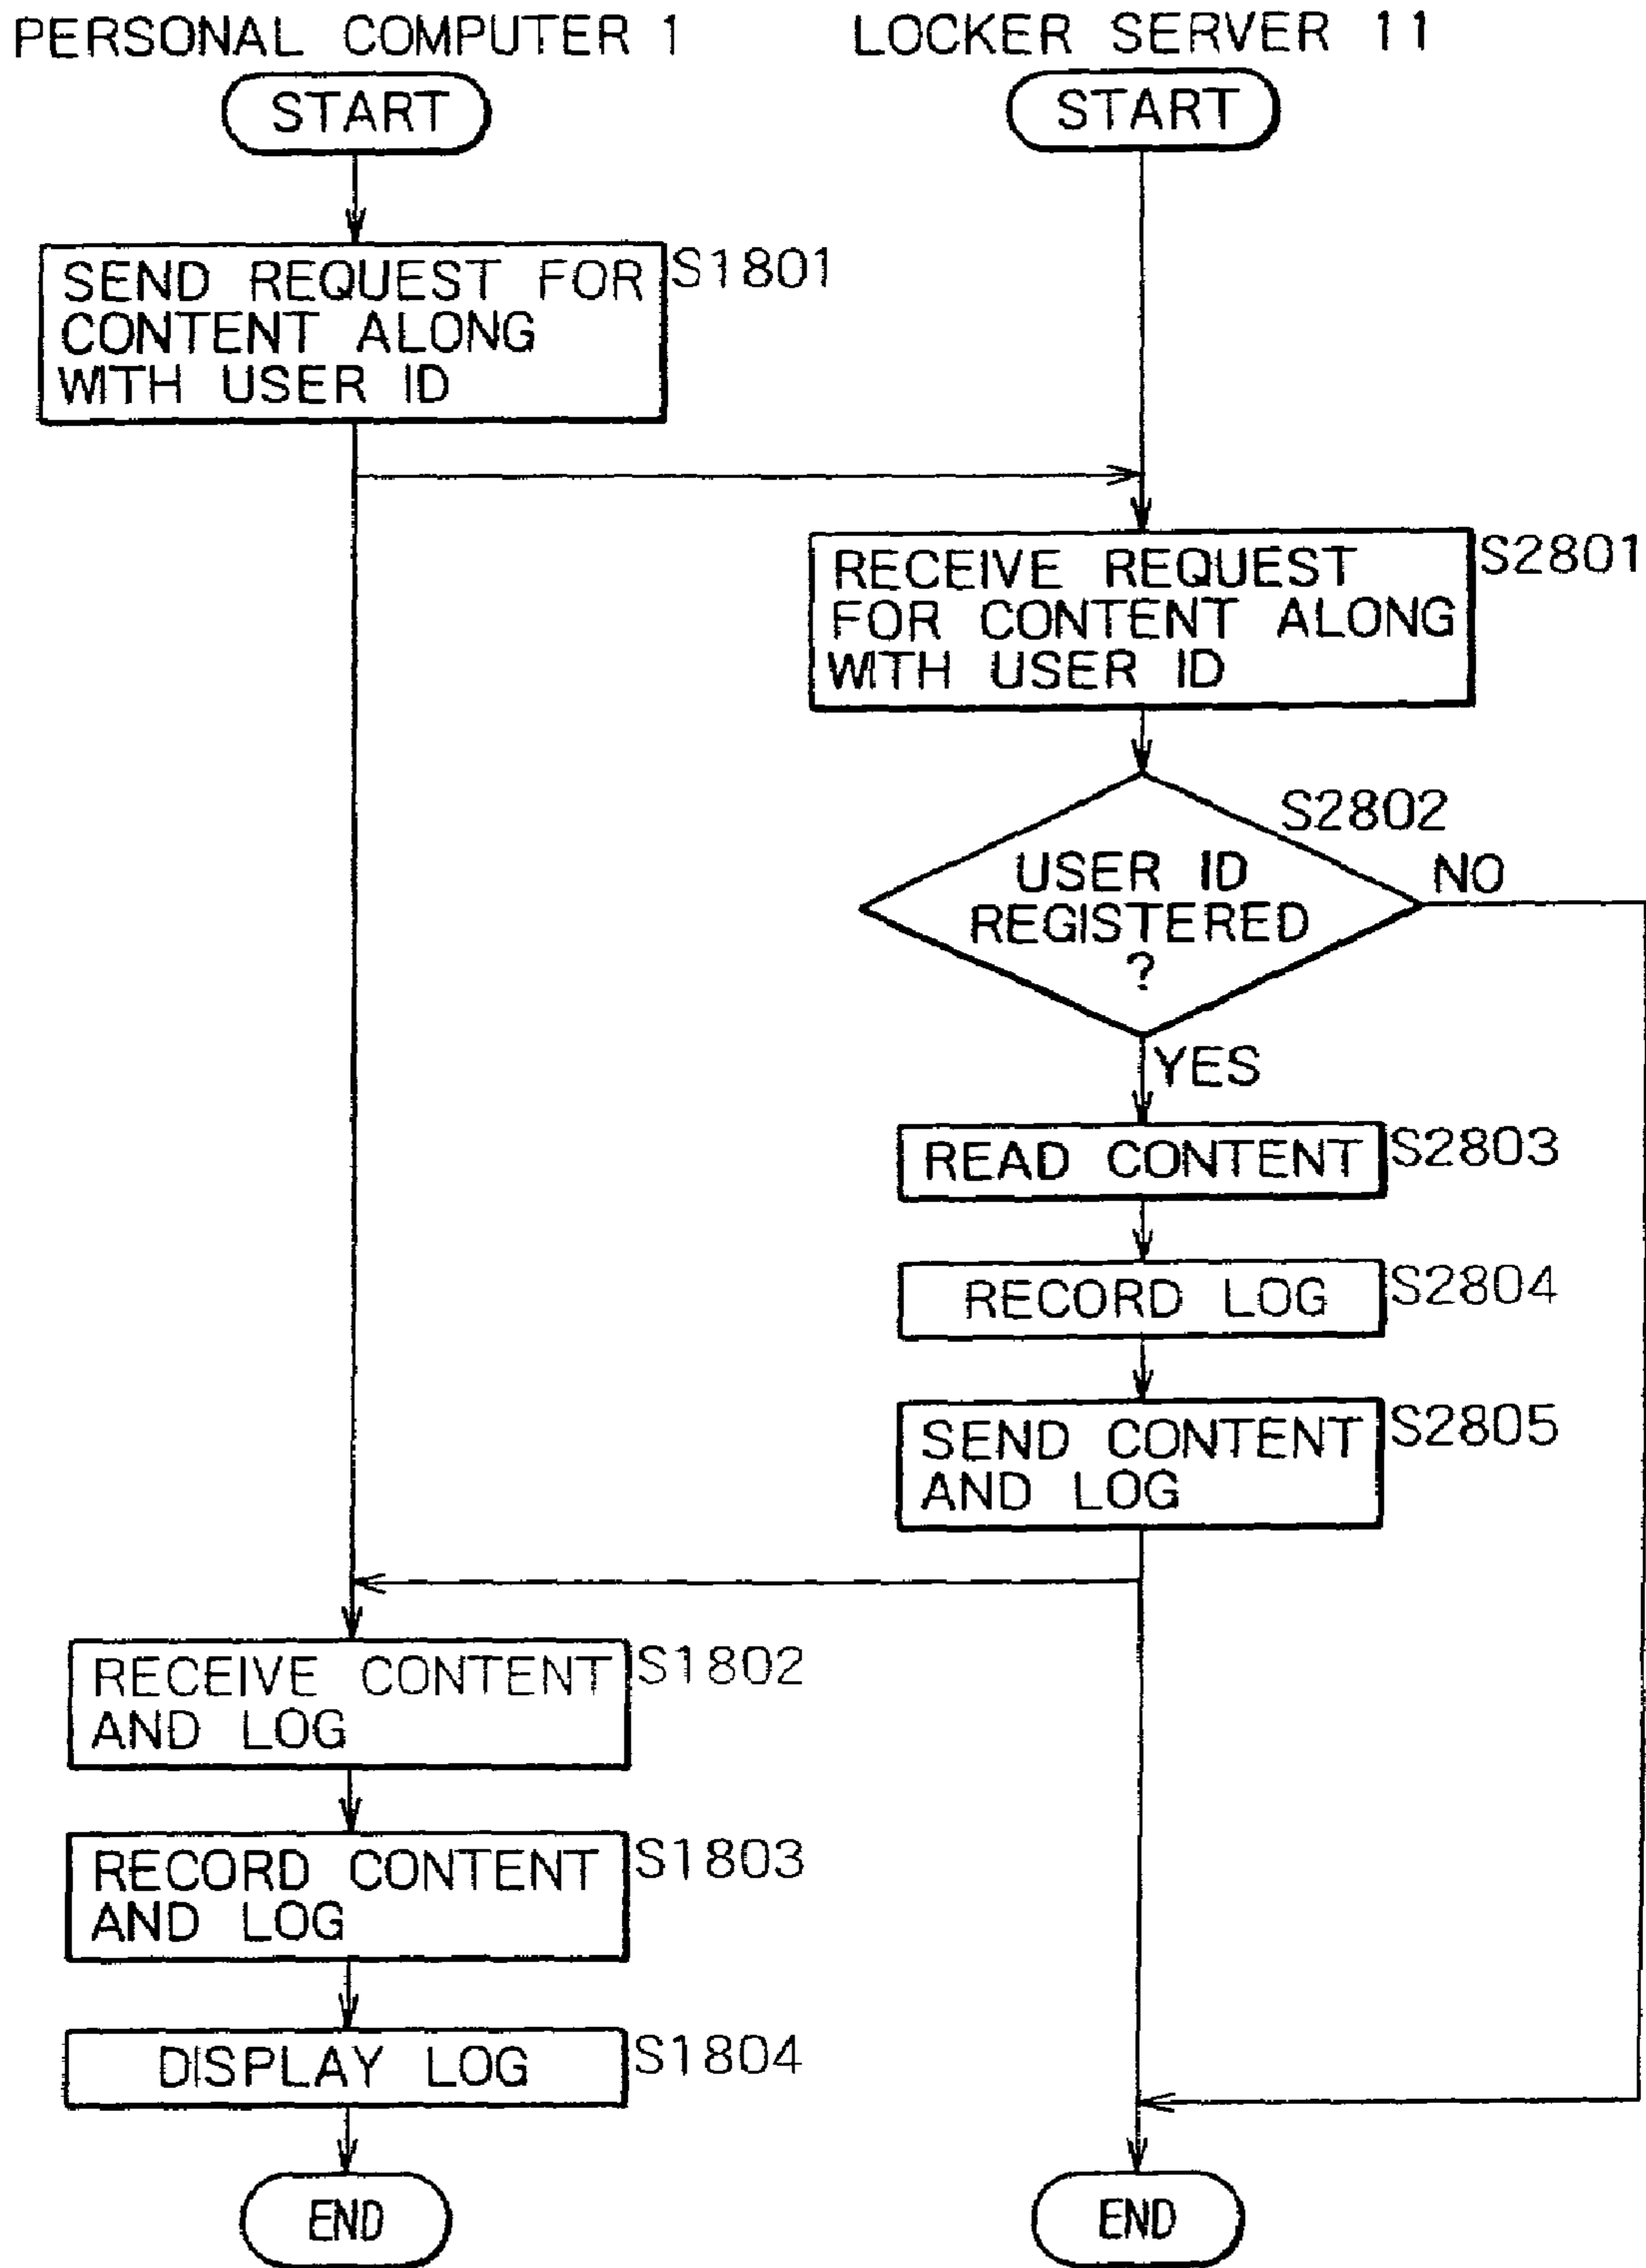 PERSONAL COMPUTER 1
LOCKER SERVER 11
START
START
SEND REQUEST FOR
CONTENT ALONG
WITH USER ID
S1801
RECEIVE REQUEST
FOR CONTENT ALONG
WITH USER ID
S2801
S2802
USER ID
REGISTERED
?
NO
YES
READ CONTENT
S2803
RECORD LOG
S2804
SEND CONTENT
AND LOG
S2805
RECEIVE CONTENT
AND LOG
S1802
RECORD CONTENT
AND LOG
S1803
DISPLAY LOG
S1804
END
END